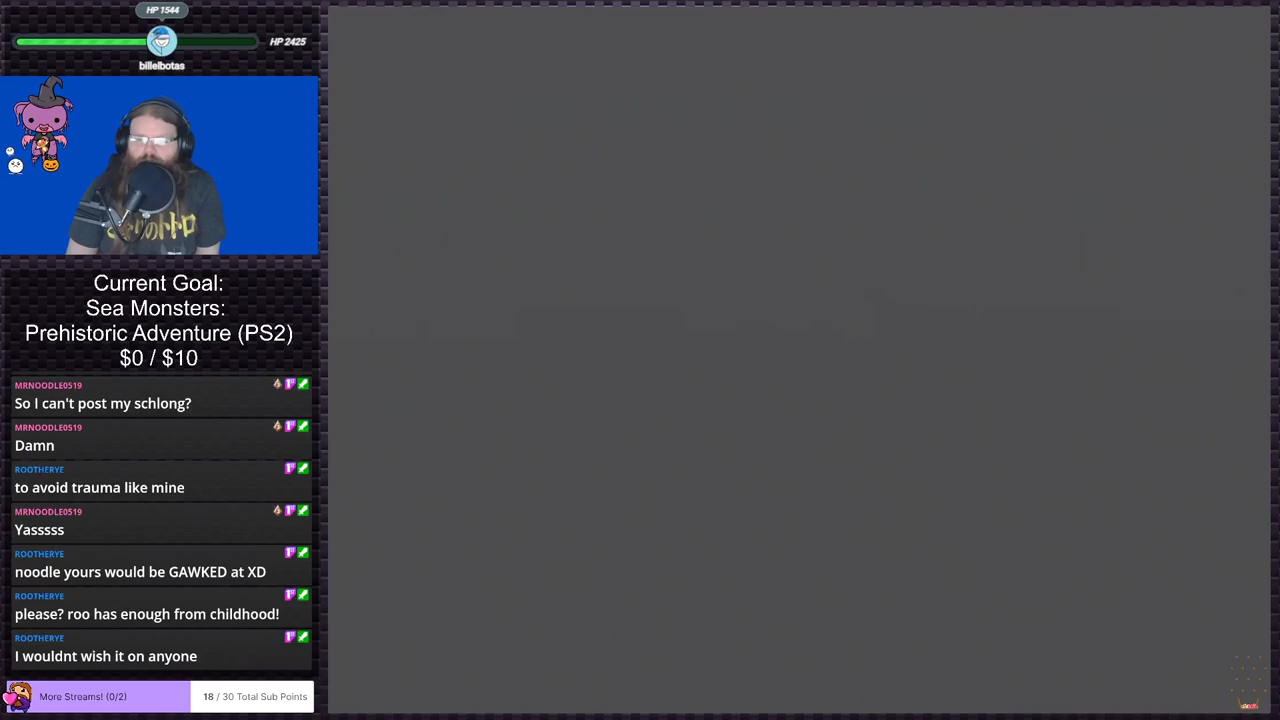 HP 1544
HP 2425
billelbotas
Current Goal:
Sea Monsters:
Prehistoric Adventure (PS2)
$0 / $10
MRNOODLE0519
So I can't post my schlong?
MRNOODLE0519
Damn
ROOTHERYE
to avoid trauma like mine
MRNOODLE0519
Yasssss
ROOTHERYE
noodle yours would be GAWKED at XD
ROOTHERYE
please? roo has enough from childhood!
ROOTHERYE
I wouldnt wish it on anyone
More Streams! (0/2)
18 / 30 Total Sub Points